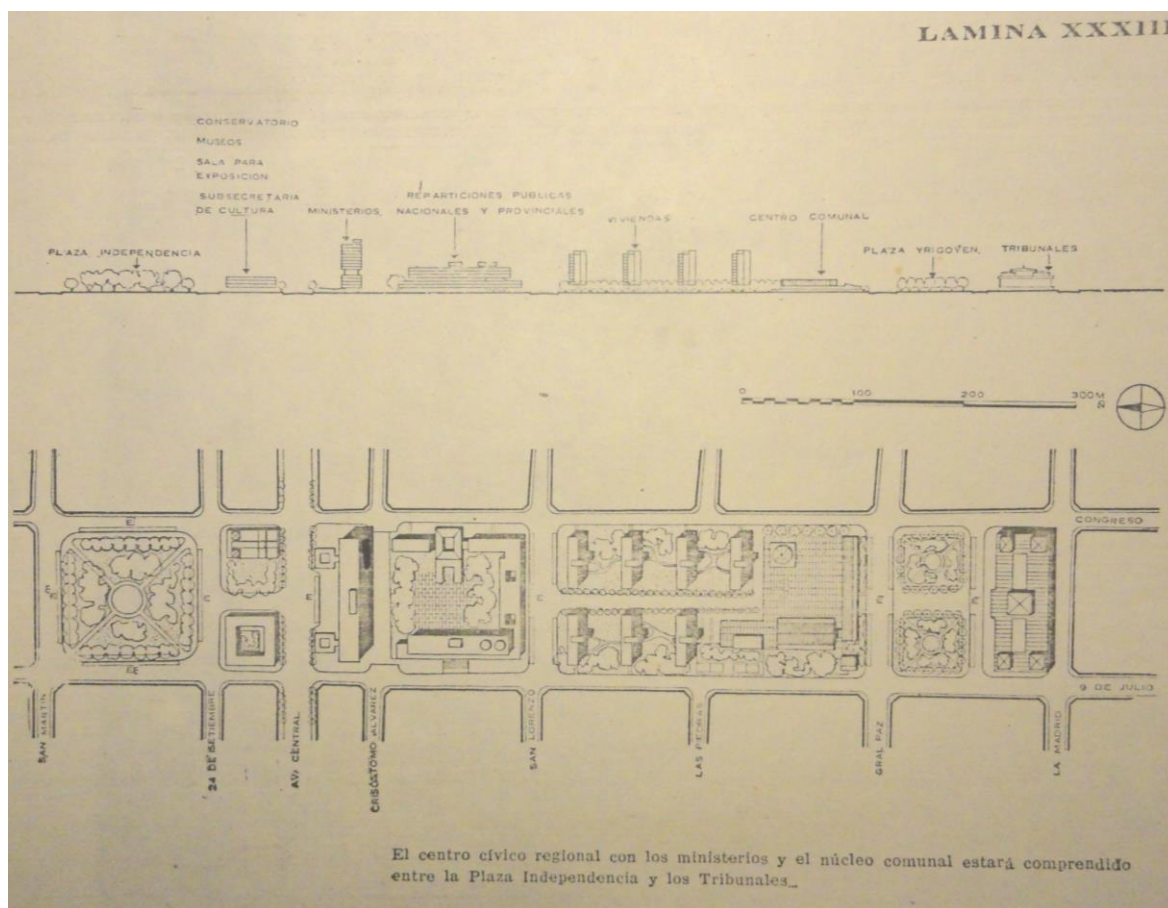 LAMINA XXXIII
CONSERVATORIO
MUSEOS
SALA PARA
EXPOSICION
SUBSECRETARIA
DE CULTURA
PLAZA INDEPENDENCIA
MINISTERIOS
REPARTICIONES PUBLICAS
NACIONALES Y PROVINCIALES
VIVIENDAS
CENTRO COMUNAL
PLAZA YRIGOYEN
TRIBUNALES
0 100 200 300M
CONGRESO
9 DE JULIO
SAN MARTIN
24 DE SETIEMBRE
AV. CENTRAL
CRISÓSTOMO ALVAREZ
SAN LORENZO
LAS PIEDRAS
GRAL PAZ
LA MADRID
El centro cívico regional con los ministerios y el núcleo comunal estará comprendido
entre la Plaza Independencia y los Tribunales_